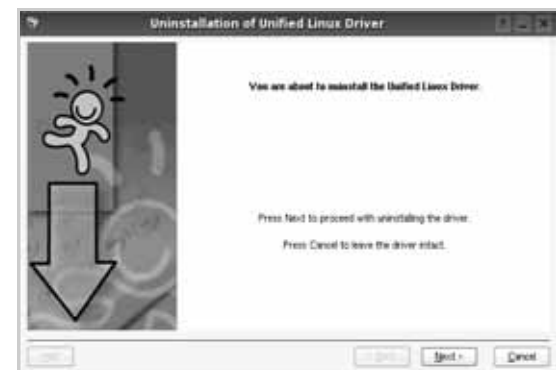 Uninstallation of Unified Linux Driver
You are about to uninstall the Unified Linux Driver.
Press Next to proceed with uninstalling the driver.
Press Cancel to leave the driver intact.
Next >
Cancel